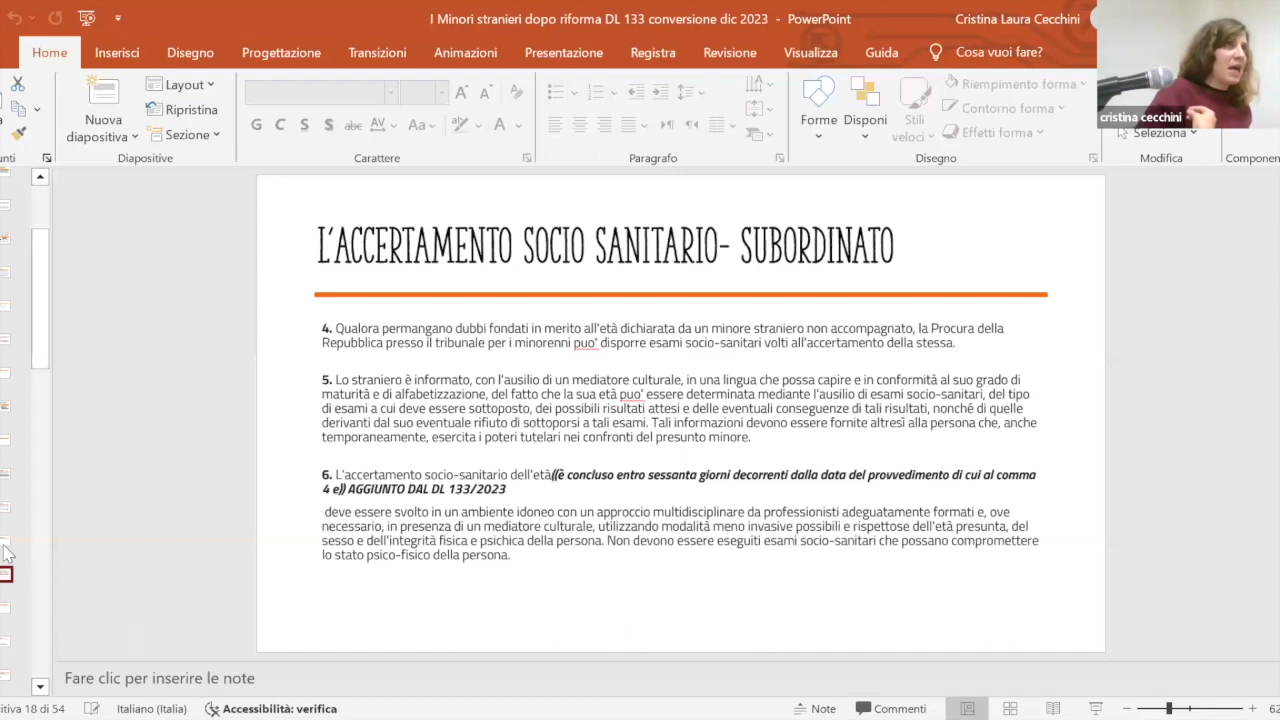 I Minori stranieri dopo riforma DL 133 conversione dic 2023 - PowerPoint
Cristina Laura Cecchini
Home
Inserisci
Disegno
Progettazione
Transizioni
Animazioni
Presentazione
Registra
Revisione
Visualizza
Guida
Cosa vuoi fare?
Nuova
diapositiva
Layout
Ripristina
Sezione
Diapositive
G C S S abc AV Aa A
Carattere
Paragrafo
Forme
Disponi
Stili
veloci
Riempimento forma
Contorno forma
Effetti forma
Disegno
cristina cecchini
Seleziona
Modifica
Componen
L'ACCERTAMENTO SOCIO SANITARIO- SUBORDINATO
4. Qualora permangano dubbi fondati in merito all'età dichiarata da un minore straniero non accompagnato, la Procura della
Repubblica presso il tribunale per i minorenni puo' disporre esami socio-sanitari volti all'accertamento della stessa.
5. Lo straniero è informato, con l'ausilio di un mediatore culturale, in una lingua che possa capire e in conformità al suo grado di
maturità e di alfabetizzazione, del fatto che la sua età puo' essere determinata mediante l'ausilio di esami socio-sanitari, del tipo
di esami a cui deve essere sottoposto, dei possibili risultati attesi e delle eventuali conseguenze di tali risultati, nonché di quelle
derivanti dal suo eventuale rifiuto di sottoporsi a tali esami. Tali informazioni devono essere fornite altresì alla persona che, anche
temporaneamente, esercita i poteri tutelari nei confronti del presunto minore.
6. L'accertamento socio-sanitario dell'età((è concluso entro sessanta giorni decorrenti dalla data del provvedimento di cui al comma
4 e)) AGGIUNTO DAL DL 133/2023
deve essere svolto in un ambiente idoneo con un approccio multidisciplinare da professionisti adeguatamente formati e, ove
necessario, in presenza di un mediatore culturale, utilizzando modalità meno invasive possibili e rispettose dell'età presunta, del
sesso e dell'integrità fisica e psichica della persona. Non devono essere eseguiti esami socio-sanitari che possano compromettere
lo stato psico-fisico della persona.
Fare clic per inserire le note
itiva 18 di 54
Italiano (Italia)
Accessibilità: verifica
Note
Commenti
62